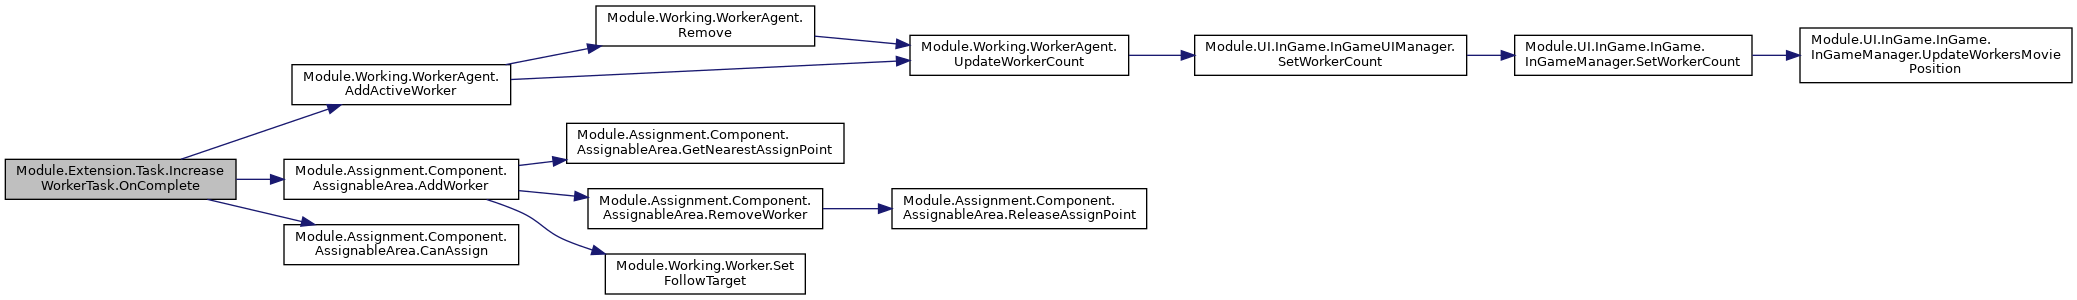 Module.Extension.Task.Increase
WorkerTask.OnComplete
Module.Working.WorkerAgent.
AddActiveWorker
Module.Working.WorkerAgent.
Remove
Module.Working.WorkerAgent.
UpdateWorkerCount
Module.UI.InGame.InGameUIManager.
SetWorkerCount
Module.UI.InGame.InGame.
InGameManager.SetWorkerCount
Module.UI.InGame.InGame.
InGameManager.UpdateWorkersMovie
Position
Module.Assignment.Component.
AssignableArea.AddWorker
Module.Assignment.Component.
AssignableArea.GetNearestAssignPoint
Module.Assignment.Component.
AssignableArea.RemoveWorker
Module.Assignment.Component.
AssignableArea.ReleaseAssignPoint
Module.Working.Worker.Set
FollowTarget
Module.Assignment.Component.
AssignableArea.CanAssign